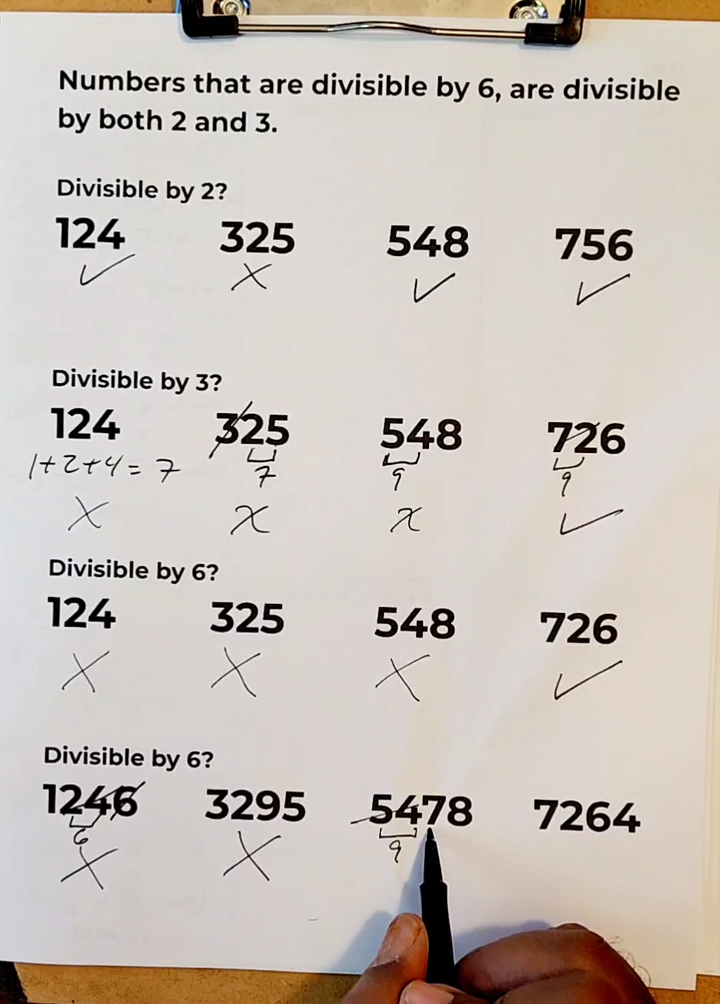 Numbers that are divisible by 6, are divisible
by both 2 and 3.
Divisible by 2?
124 325 548 756
✓ X ✓ ✓
Divisible by 3?
124 325 548 726
1+2+4=7 7 9 9
X X X ✓
Divisible by 6?
124 325 548 726
X X X ✓
Divisible by 6?
1246 3295 5478 7264
6 9
X X